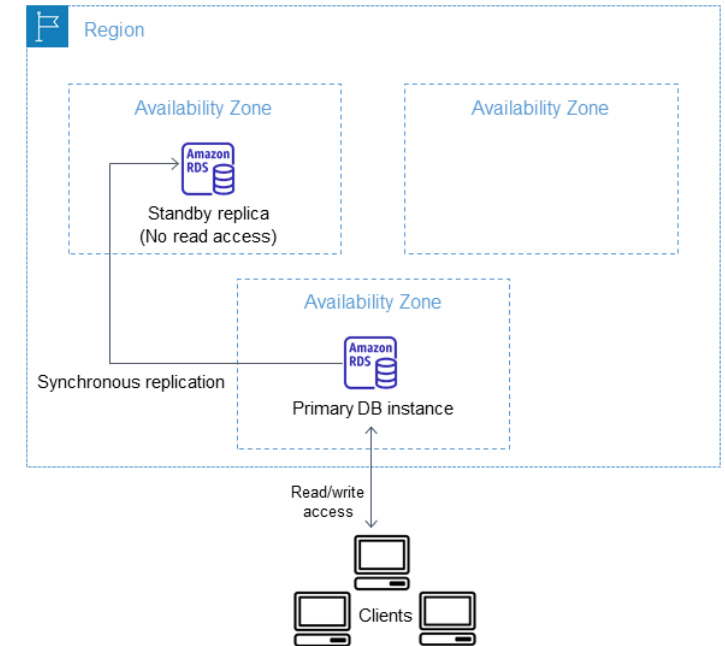 Region
Availability Zone
Availability Zone
Amazon
RDS
Standby replica
(No read access)
Availability Zone
Amazon
RDS
Synchronous replication
Primary DB instance
Read/write
access
Clients